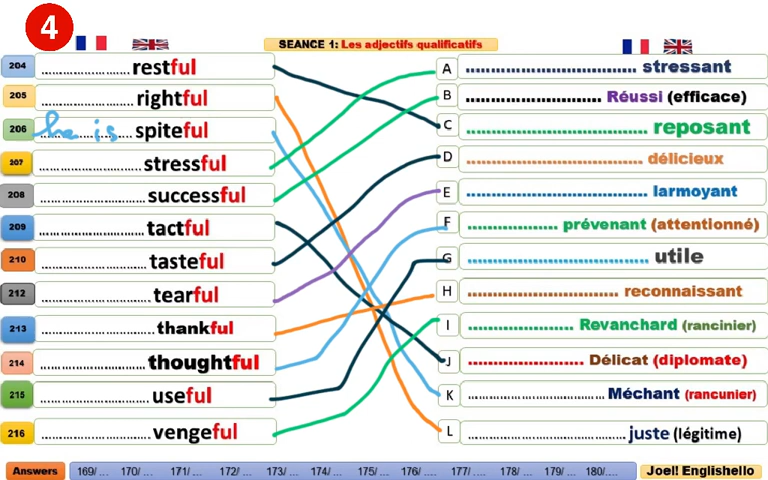 4
SEANCE 1: Les adjectifs qualificatifs
204 ........................ restful A ........................ stressant
205 ........................ rightful B ........................ Réussi (efficace)
206 he is ........................ spiteful C ........................ reposant
207 ........................ stressful D ........................ délicieux
208 ........................ successful E ........................ larmoyant
209 ........................ tactful F ........................ prévenant (attentionné)
210 ........................ tasteful G ........................ utile
212 ........................ tearful H ........................ reconnaissant
213 ........................ thankful I ........................ Revanchard (rancinier)
214 ........................ thoughtful J ........................ Délicat (diplomate)
215 ........................ useful K ........................ Méchant (rancunier)
216 ........................ vengeful L ........................ juste (légitime)
Answers 169/ ... 170/ ... 171/ ... 172/ ... 173/ ... 174/ ... 175/ ... 176/ ... 177/ ... 178/ ... 179/ ... 180/.... Joel! Englishello